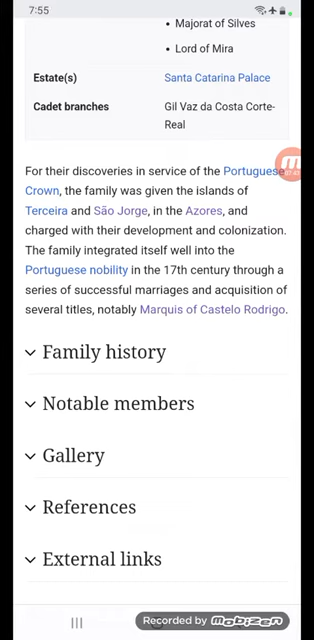 7:55
• Majorat of Silves
• Lord of Mira
Estate(s) Santa Catarina Palace
Cadet branches Gil Vaz da Costa Corte-
Real
For their discoveries in service of the Portuguese
Crown, the family was given the islands of
Terceira and São Jorge, in the Azores, and
charged with their development and colonization.
The family integrated itself well into the
Portuguese nobility in the 17th century through a
series of successful marriages and acquisition of
several titles, notably Marquis of Castelo Rodrigo.
Family history
Notable members
Gallery
References
External links
Recorded by mobizen